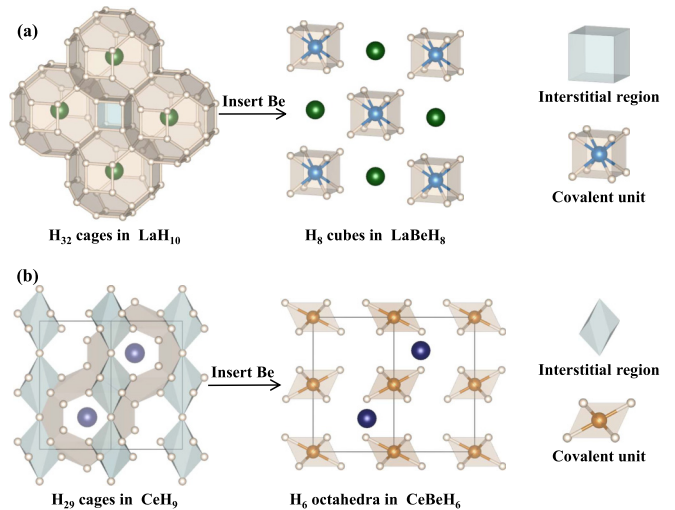 (a)
Insert Be
Interstitial region
Covalent unit
H₃₂ cages in LaH₁₀
H₈ cubes in LaBeH₈
(b)
Insert Be
Interstitial region
Covalent unit
H₂₉ cages in CeH₉
H₆ octahedra in CeBeH₆